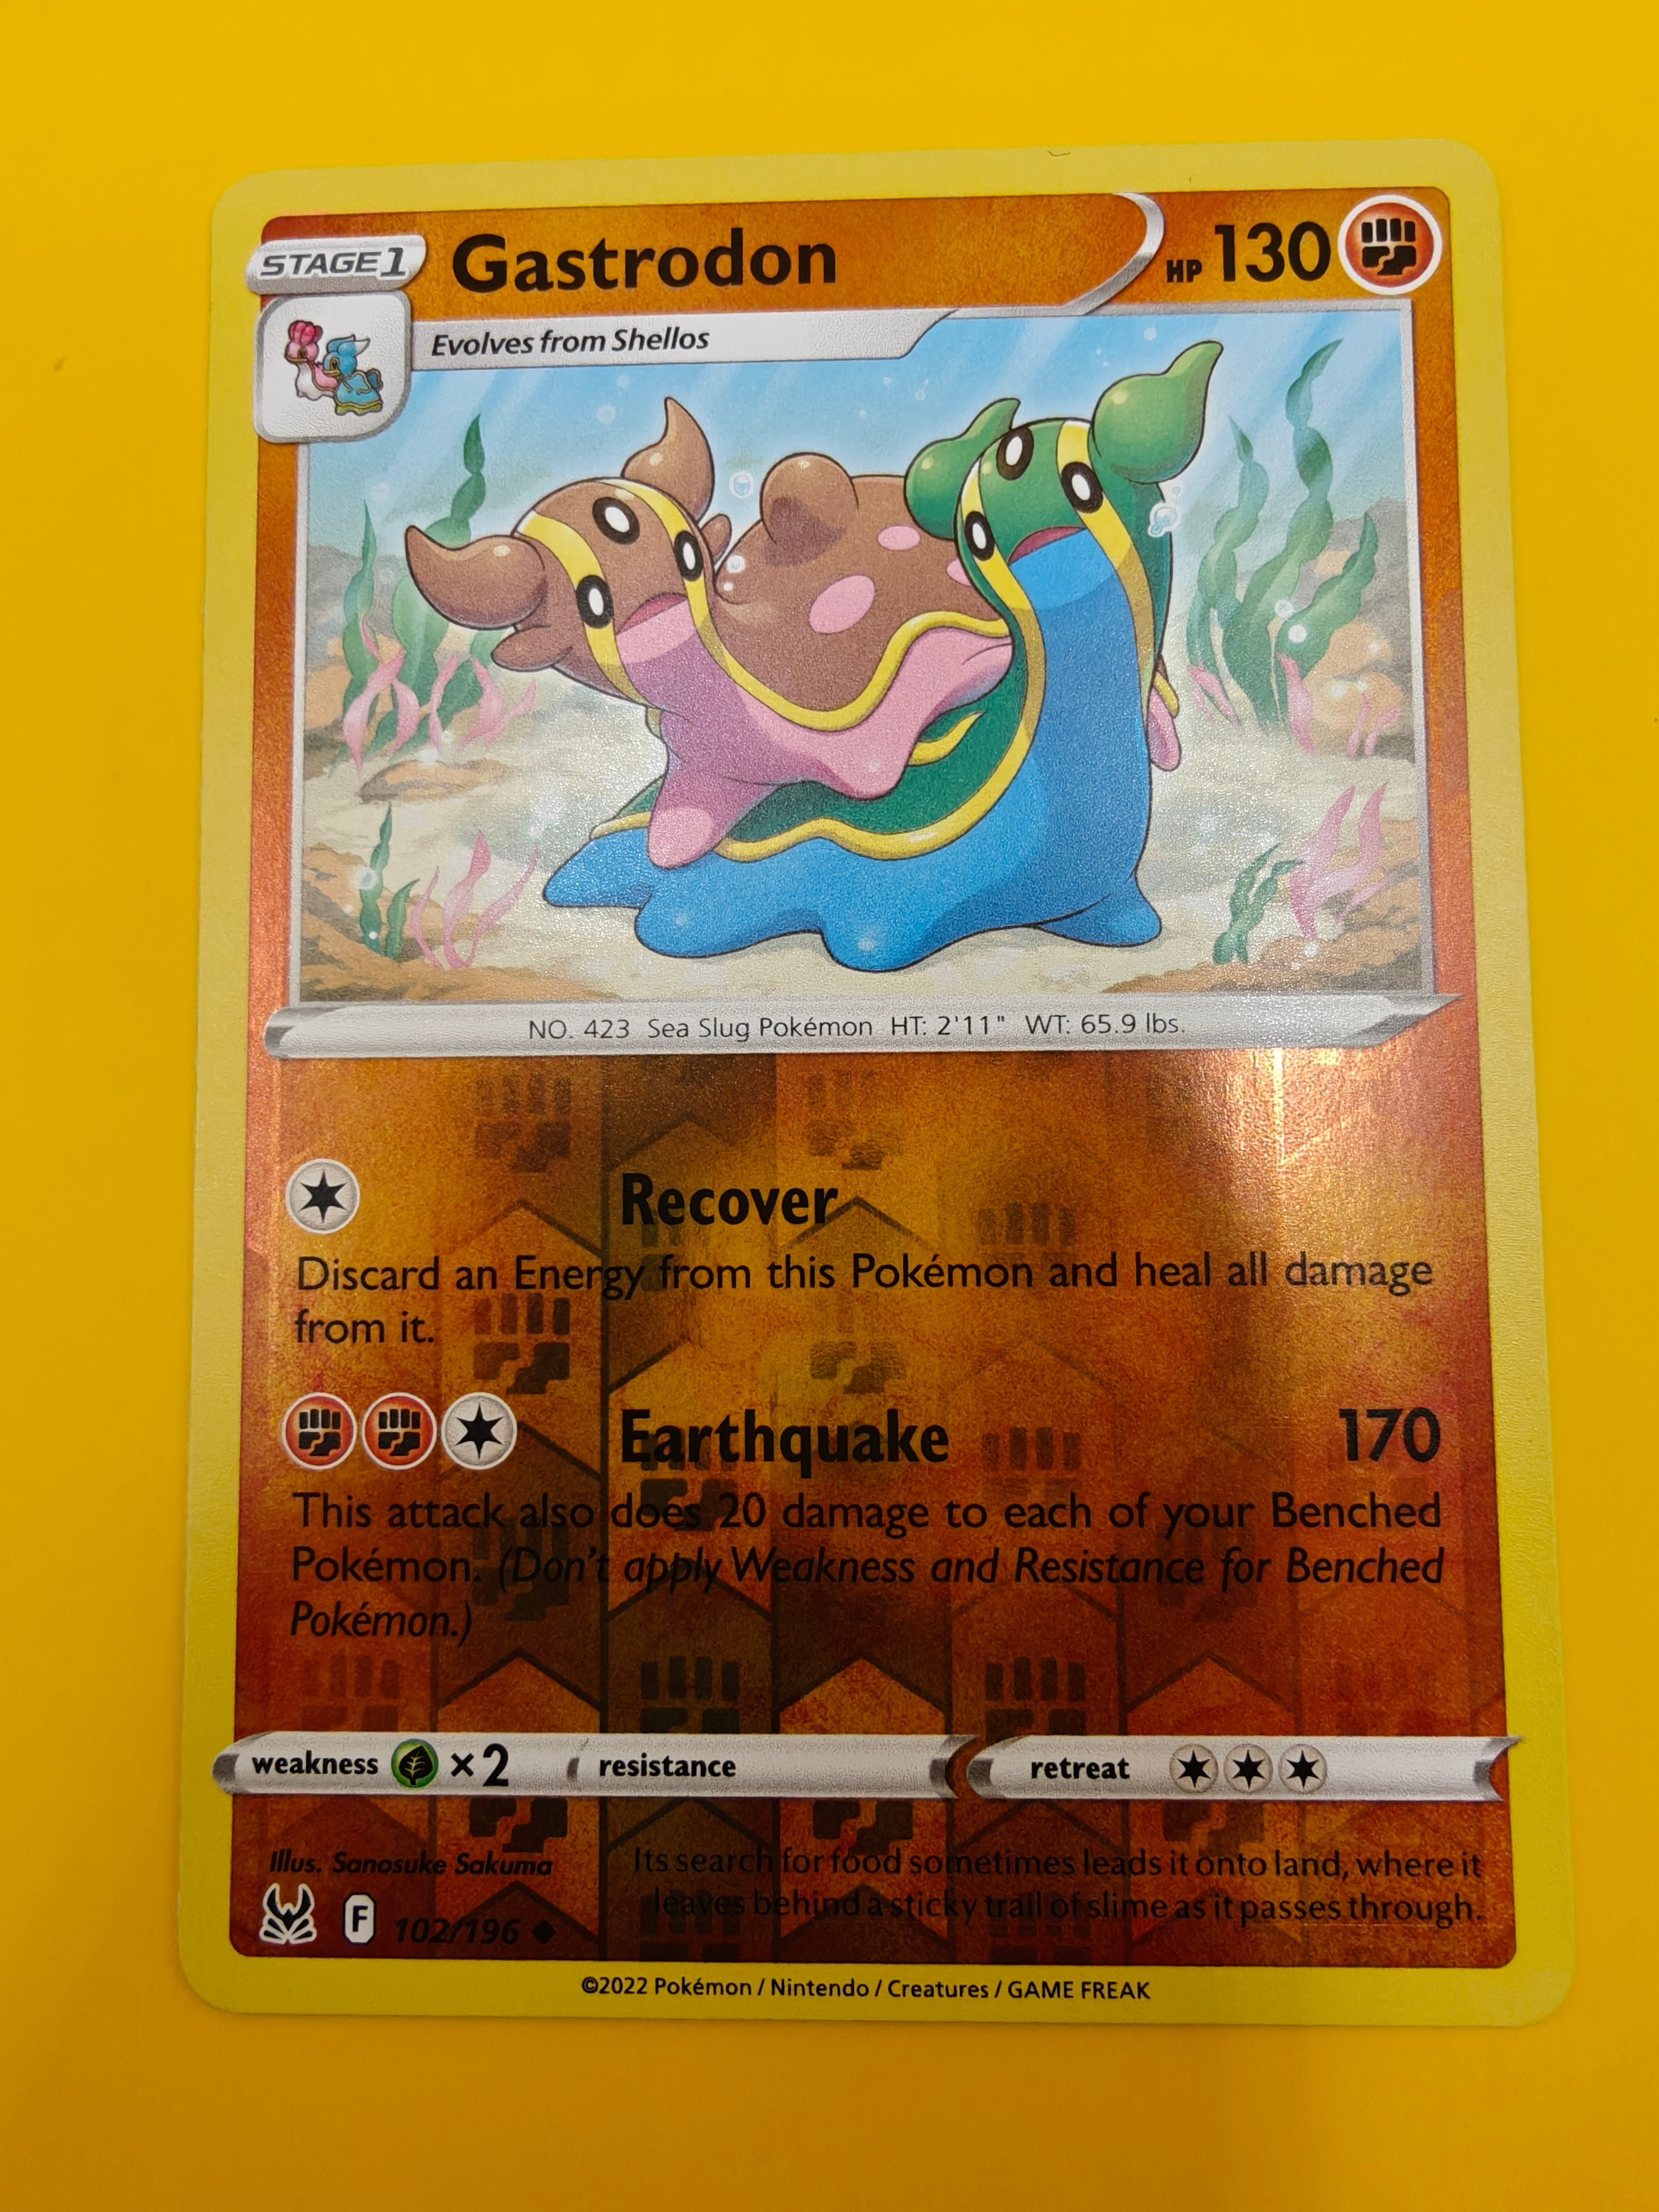 STAGE 1 Gastrodon HP 130
Evolves from Shellos
NO. 423 Sea Slug Pokémon HT: 2'11" WT: 65.9 lbs.
Recover
Discard an Energy from this Pokémon and heal all damage
from it.
Earthquake 170
This attack also does 20 damage to each of your Benched
Pokémon. (Don't apply Weakness and Resistance for Benched
Pokémon.)
weakness ×2 resistance retreat
Illus. Sanosuke Sakuma
Its search for food sometimes leads it onto land, where it
leaves behind a sticky trail of slime as it passes through.
F 102/196
©2022 Pokémon / Nintendo / Creatures / GAME FREAK